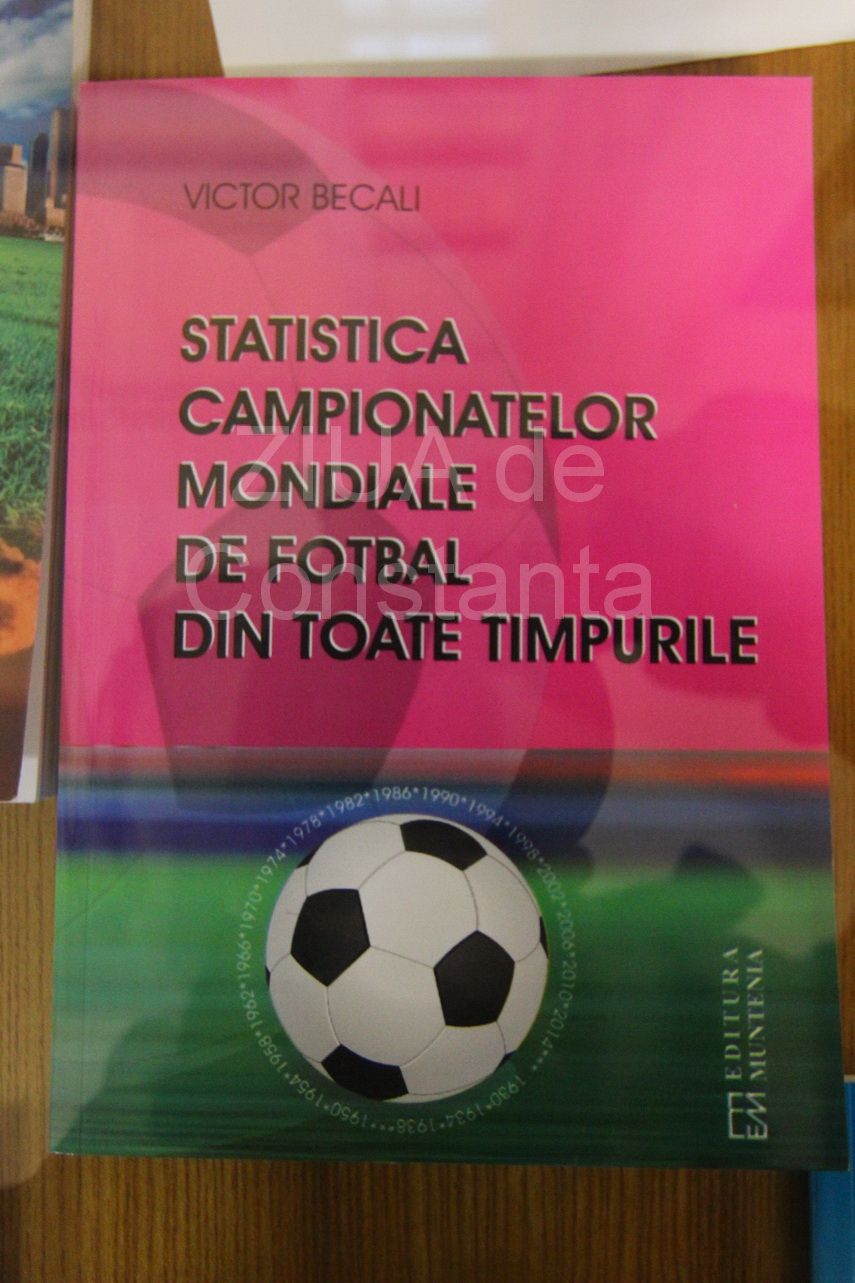 VICTOR BECALI
STATISTICA
CAMPIONATELOR
MONDIALE
DE FOTBAL
DIN TOATE TIMPURILE
ZIUA de
Constanta
1930*1934*1938***1950*1954*1958*1962*1966*1970*1974*1978*1982*1986*1990*1994*1998*2002*2006*2010*2014***
EDITURA
MUNTENIA
EM